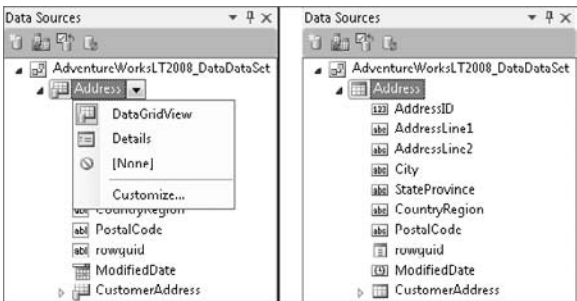 Data Sources
AdventureWorksLT2008_DataDataSet
Address
DataGridView
Details
[None]
Customize...
CountryRegion
PostalCode
rowguid
ModifiedDate
CustomerAddress
Data Sources
AdventureWorksLT2008_DataDataSet
Address
AddressID
AddressLine1
AddressLine2
City
StateProvince
CountryRegion
PostalCode
rowguid
ModifiedDate
CustomerAddress